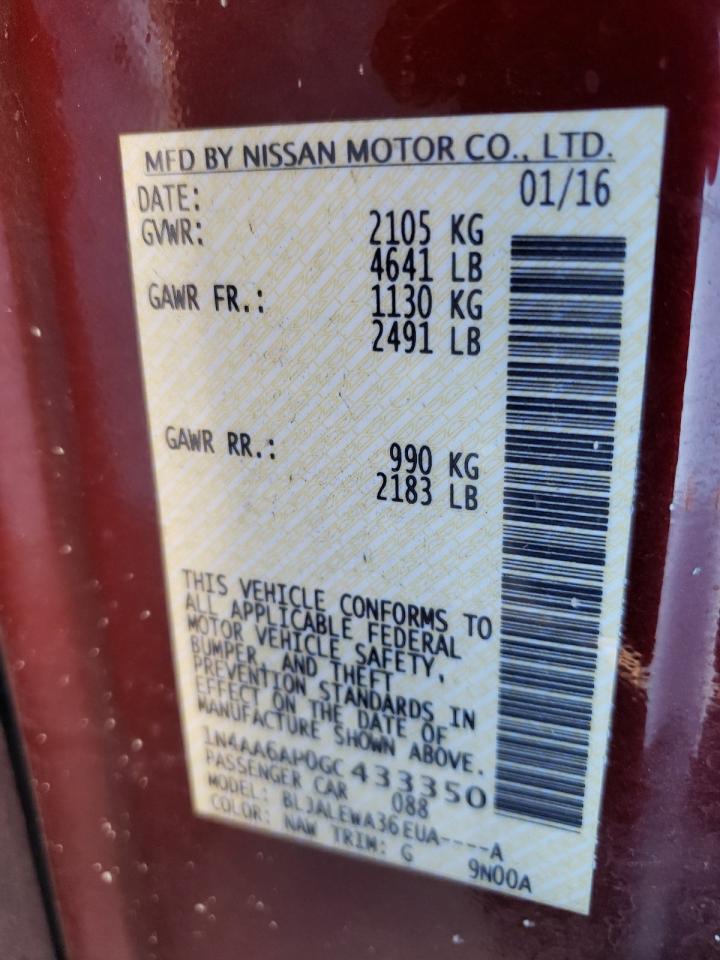 MFD BY NISSAN MOTOR CO., LTD.
DATE: 01/16
GVWR: 2105 KG
4641 LB
GAWR FR.: 1130 KG
2491 LB
GAWR RR.: 990 KG
2183 LB
THIS VEHICLE CONFORMS TO
ALL APPLICABLE FEDERAL
MOTOR VEHICLE SAFETY,
BUMPER, AND THEFT
PREVENTION STANDARDS IN
EFFECT ON THE DATE OF
MANUFACTURE SHOWN ABOVE.
1N4AA6AP0GC433350
PASSENGER CAR 088
MODEL: BL3ALEWA36EUA----A
COLOR: NAW TRIM: G 9N00A